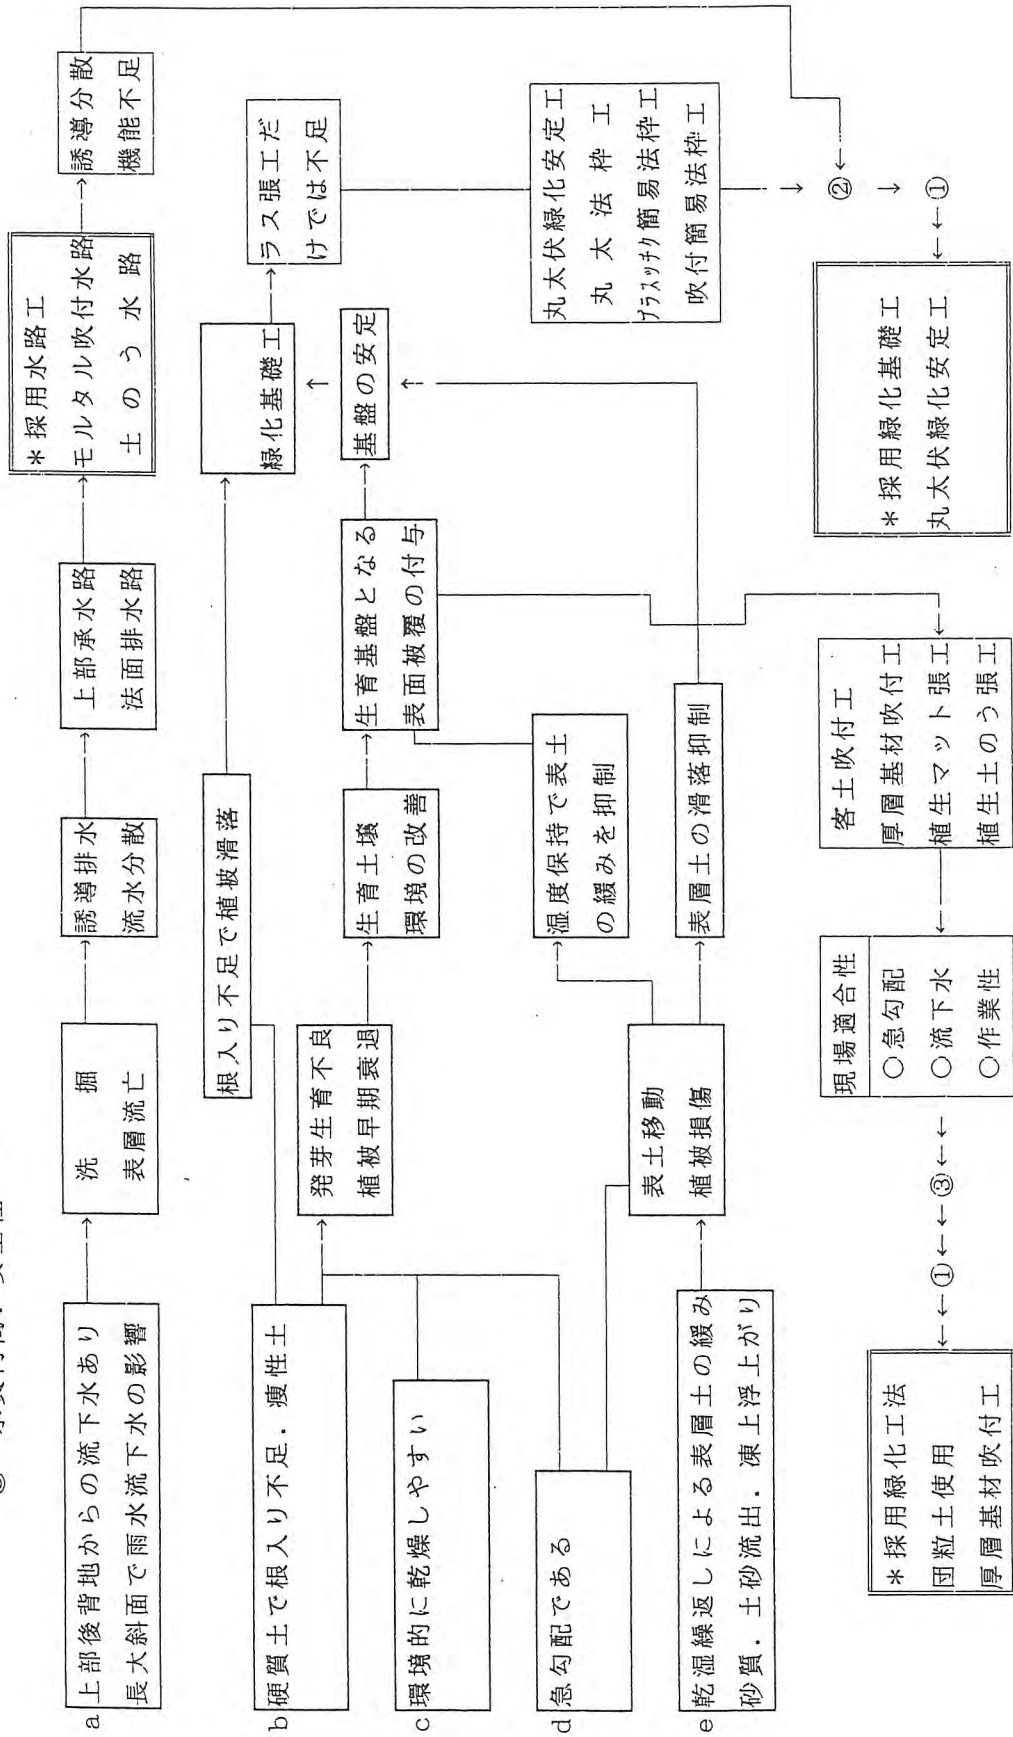 a
上部後背地からの流下水あり
長大斜面で雨水流下水の影響
洗　掘
表層流亡
誘導排水
流水分散
上部承水路
法面排水路
＊採用水路工
モルタル吹付水路
土のう水路
誘導分散
機能不足
b
硬質土で根入り不足．痩性土
根入り不足で植被滑落
緑化基礎工
ラス張工だ
けでは不足
c
環境的に乾燥しやすい
発芽生育不良
植被早期衰退
生育土壌
環境の改善
生育基盤となる
表面被覆の付与
基盤の安定
d
急勾配である
湿度保持で表土
の緩みを抑制
丸太伏緑化安定工
丸太法枠工
プラスッチク簡易法枠工
吹付簡易法枠工
e
乾湿繰返しによる表層土の緩み
砂質．土砂流出．凍上浮上がり
表土移動
植被損傷
表層土の滑落抑制
②
①
＊採用緑化基礎工
丸太伏緑化安定工
客土吹付工
厚層基材吹付工
植生マット張工
植生土のう張工
現場適合性
○急勾配
○流下水
○作業性
③
①
＊採用緑化工法
団粒土使用
厚層基材吹付工